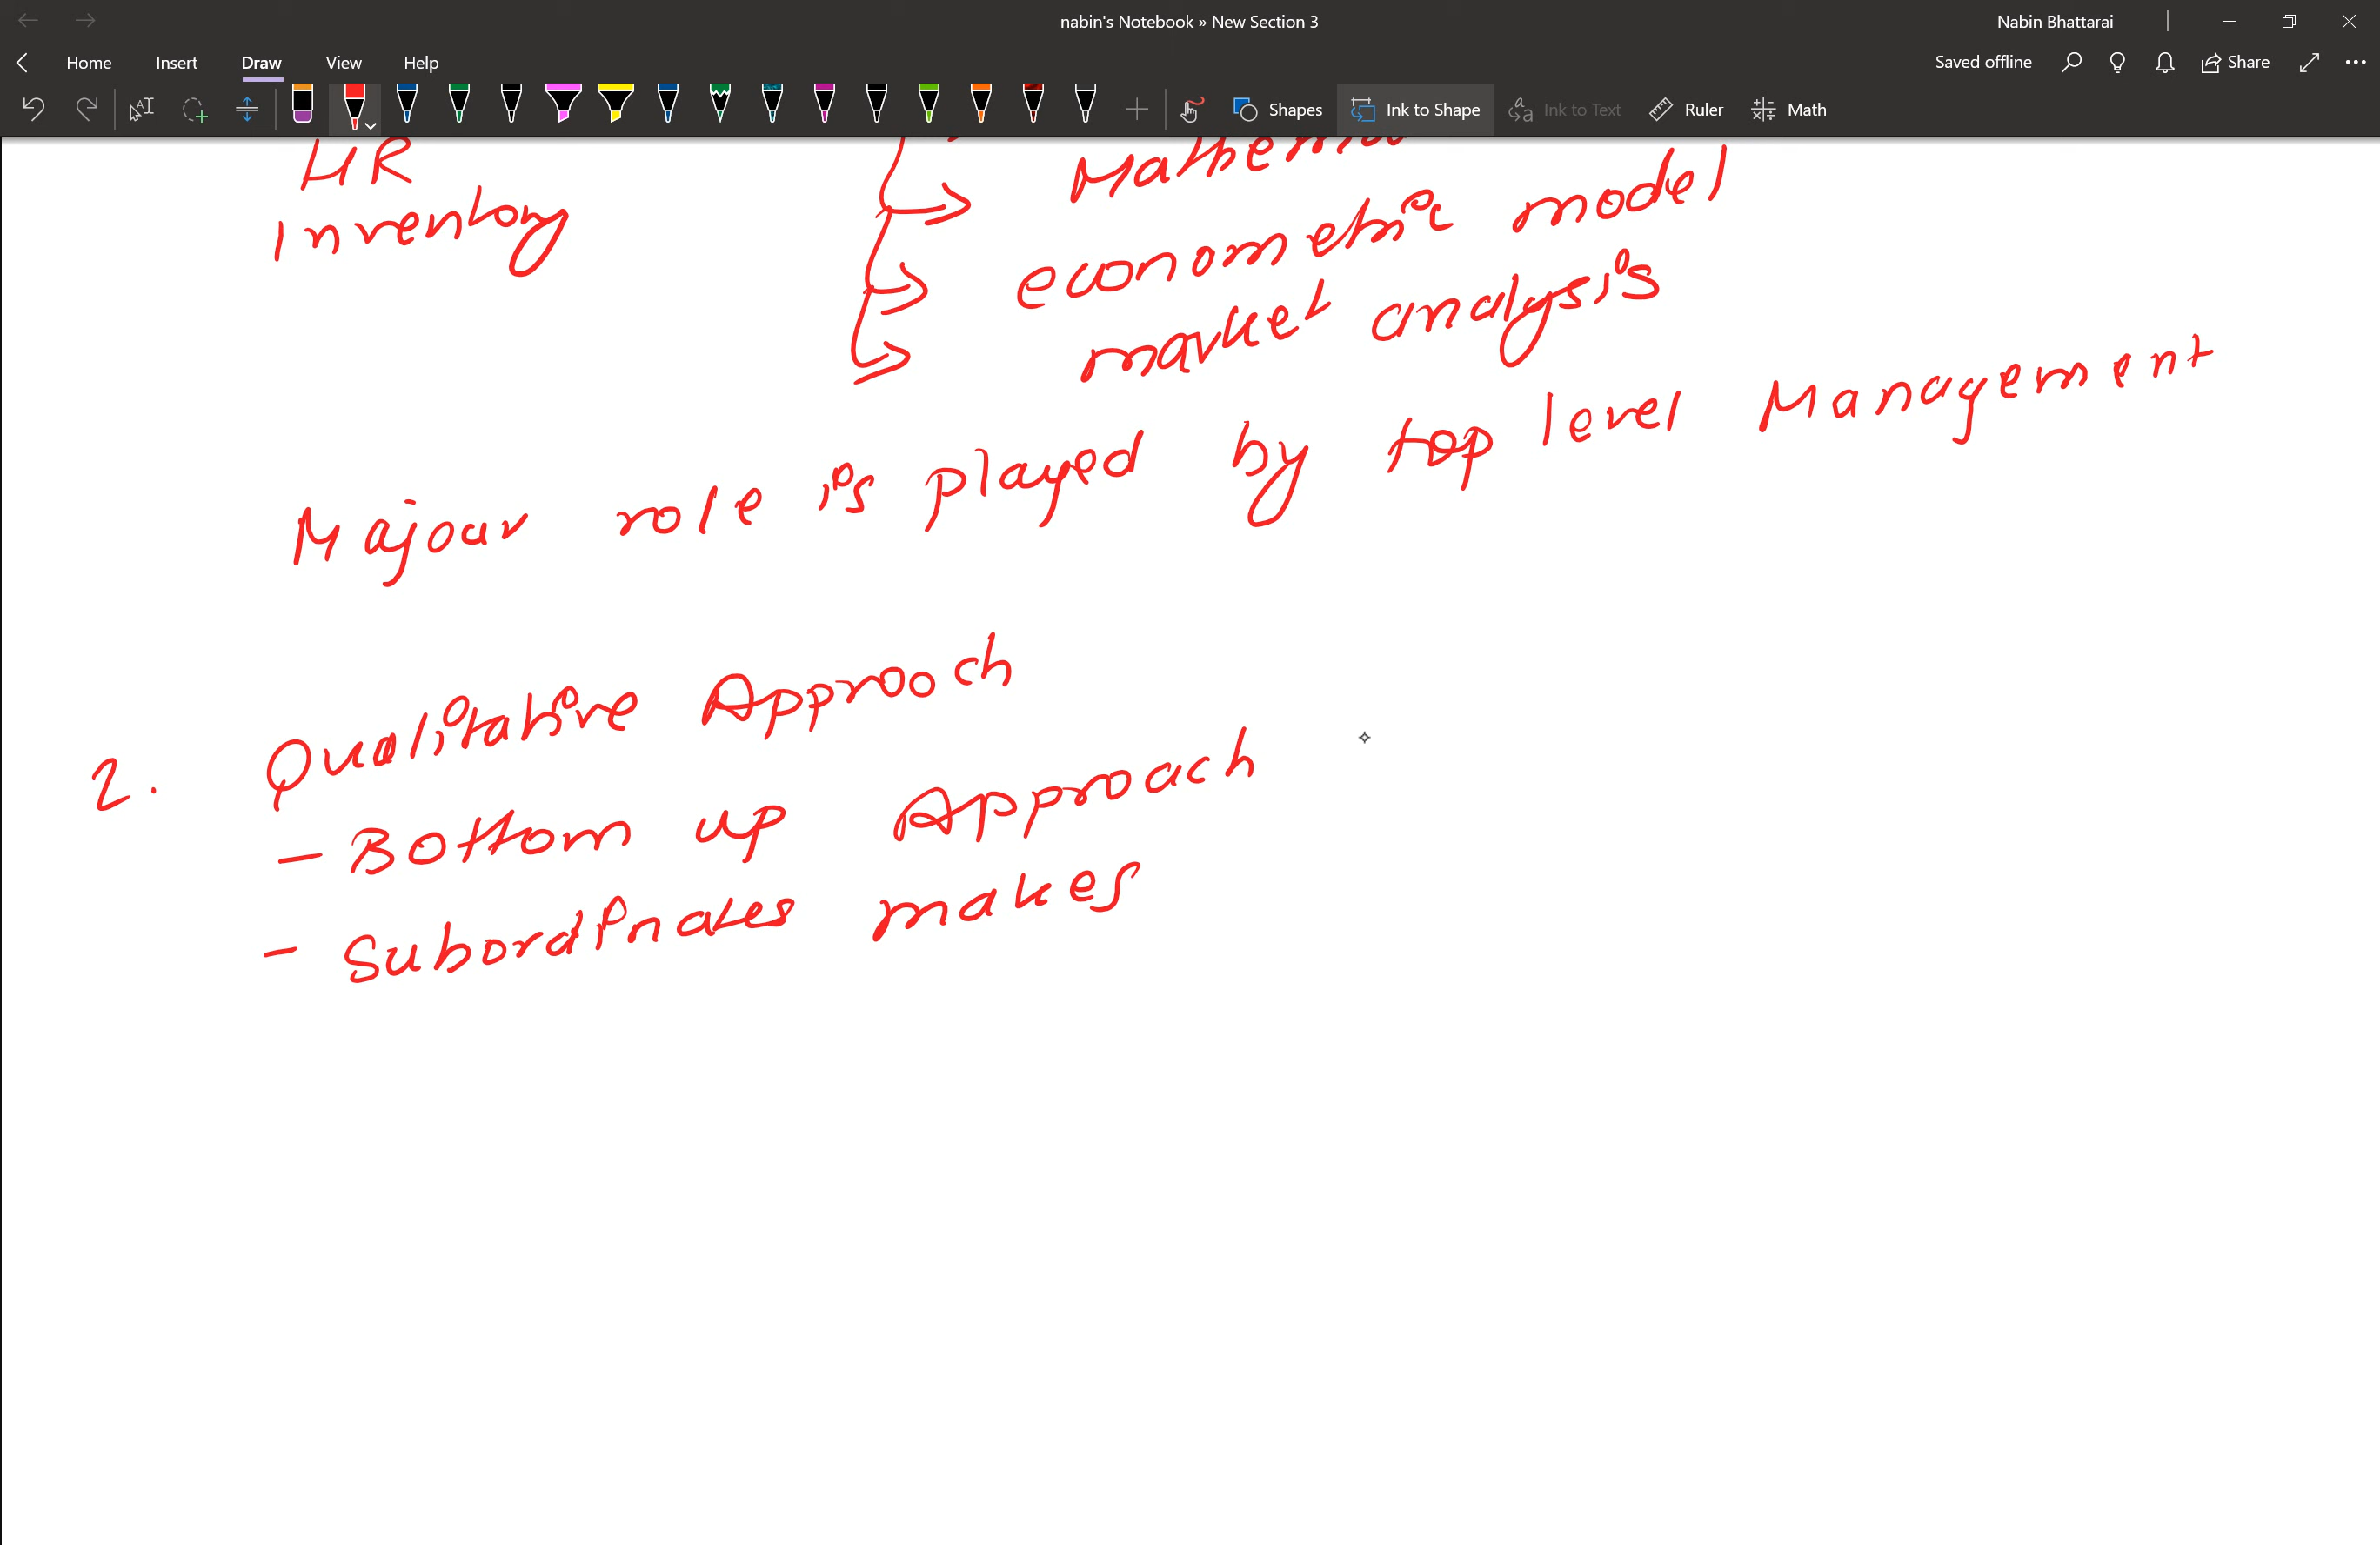 nabin's Notebook » New Section 3
Nabin Bhattarai
Home Insert Draw View Help
Saved offline
Share
Shapes Ink to Shape Ink to Text Ruler Math
HR
Inventory
econometric model
market analysis
Majour role is played by top level Management
2. Qualitative Approoch
- Bottom up Approach
- Subordinates makes